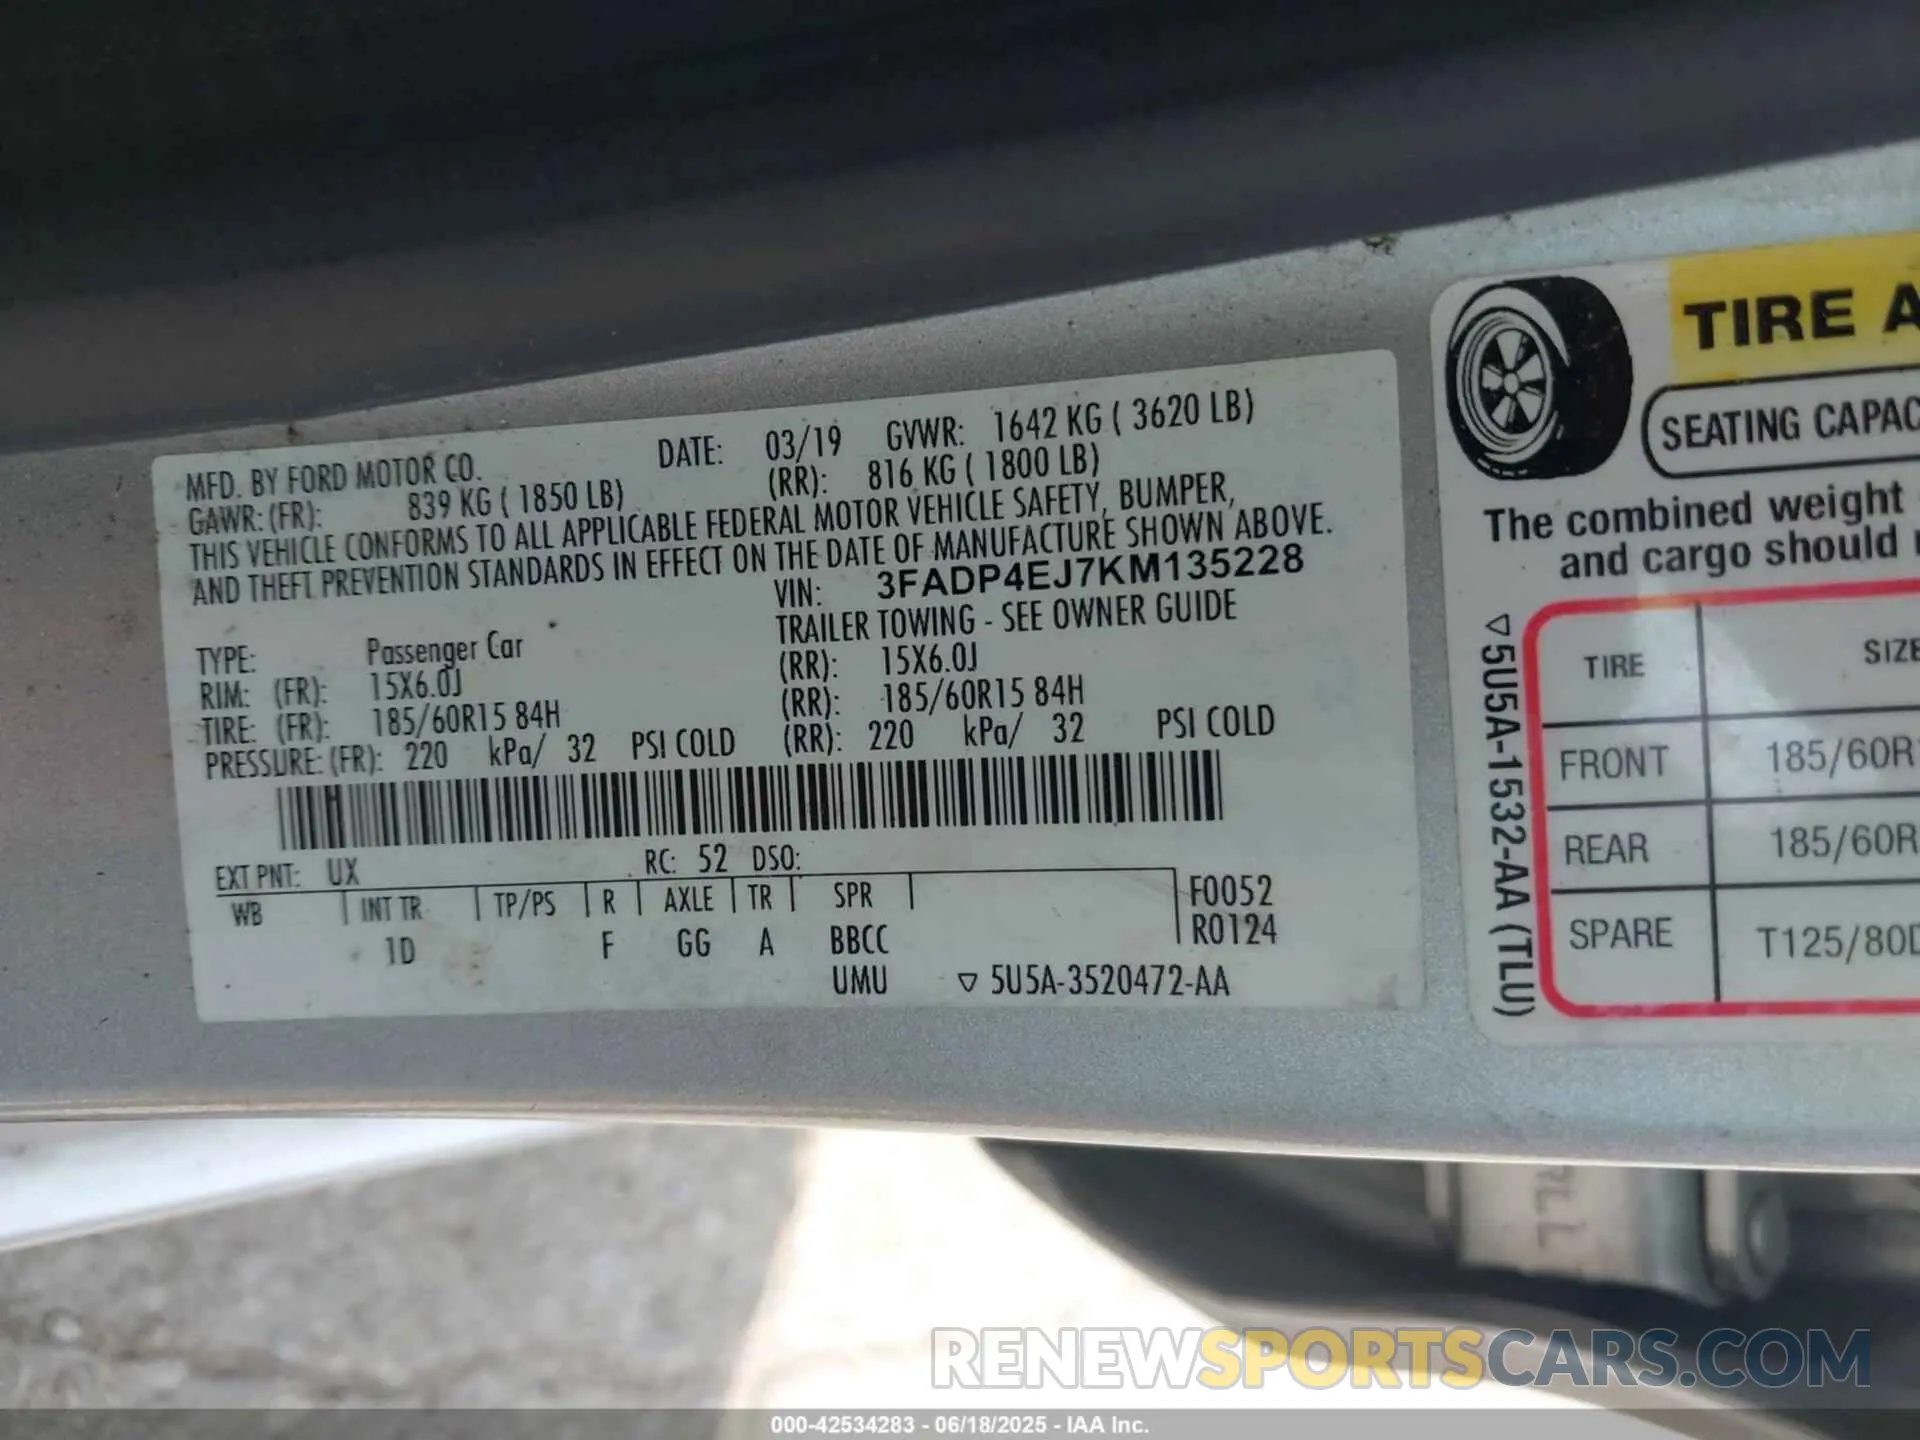 MFD. BY FORD MOTOR CO. DATE: 03/19 GVWR: 1642 KG ( 3620 LB)
GAWR: (FR): 839 KG ( 1850 LB) (RR): 816 KG ( 1800 LB)
THIS VEHICLE CONFORMS TO ALL APPLICABLE FEDERAL MOTOR VEHICLE SAFETY, BUMPER,
AND THEFT PREVENTION STANDARDS IN EFFECT ON THE DATE OF MANUFACTURE SHOWN ABOVE.
VIN: 3FADP4EJ7KM135228
TRAILER TOWING - SEE OWNER GUIDE
TYPE: Passenger Car
RIM: (FR): 15X6.0J (RR): 15X6.0J
TIRE: (FR): 185/60R15 84H (RR): 185/60R15 84H
PRESSURE: (FR): 220 kPa/ 32 PSI COLD (RR): 220 kPa/ 32 PSI COLD
EXT PNT: UX RC: 52 DSO:
WB INT TR TP/PS R AXLE TR SPR F0052
1D F GG A BBCC R0124
UMU ▽ 5U5A-3520472-AA
TIRE A
SEATING CAPAC
The combined weight
and cargo should
▽5U5A-1532-AA (TLU)
TIRE SIZE
FRONT 185/60R
REAR 185/60R
SPARE T125/80D
RENEWSPORTSCARS.COM
000-42534283 - 06/18/2025 - IAA Inc.